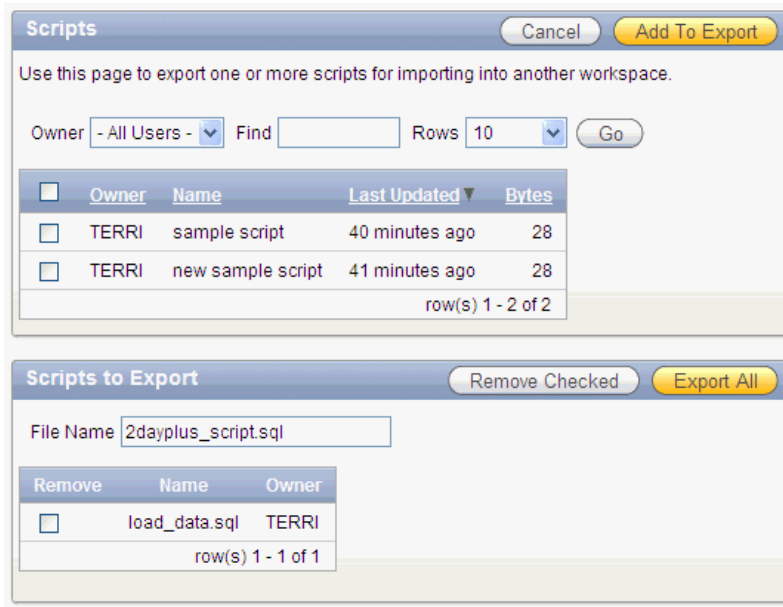 Scripts Cancel Add To Export
Use this page to export one or more scripts for importing into another workspace.
Owner - All Users - Find Rows 10 Go
Owner Name Last Updated Bytes
TERRI sample script 40 minutes ago 28
TERRI new sample script 41 minutes ago 28
row(s) 1 - 2 of 2
Scripts to Export Remove Checked Export All
File Name 2dayplus_script.sql
Remove Name Owner
load_data.sql TERRI
row(s) 1 - 1 of 1